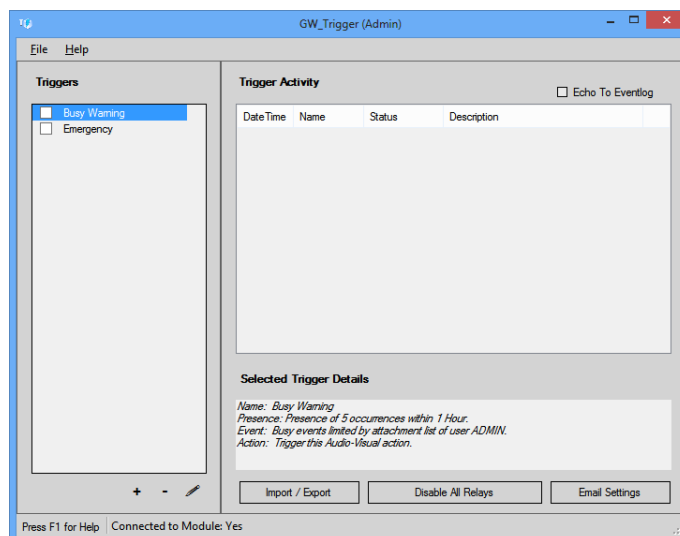 GW_Trigger (Admin)
File Help
Triggers
Trigger Activity
Echo To Eventlog
Busy Warning
Emergency
DateTime Name Status Description
Selected Trigger Details
Name: Busy Warning
Presence: Presence of 5 occurrences within 1 Hour.
Event: Busy events limited by attachment list of user ADMIN.
Action: Trigger this Audio-Visual action.
+ -
Import / Export Disable All Relays Email Settings
Press F1 for Help Connected to Module: Yes